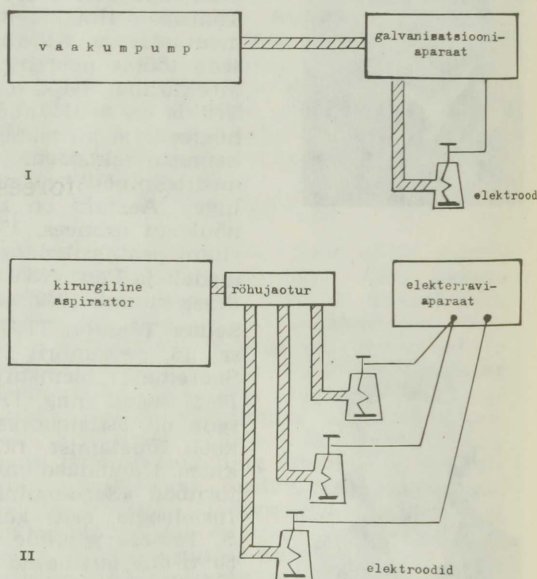 vaakumpump
galvanisatsiooni-
aparaat
I
elektrood
kirurgiline
aspiraator
rõhujaotur
elekterravi-
aparaat
II
elektroodid